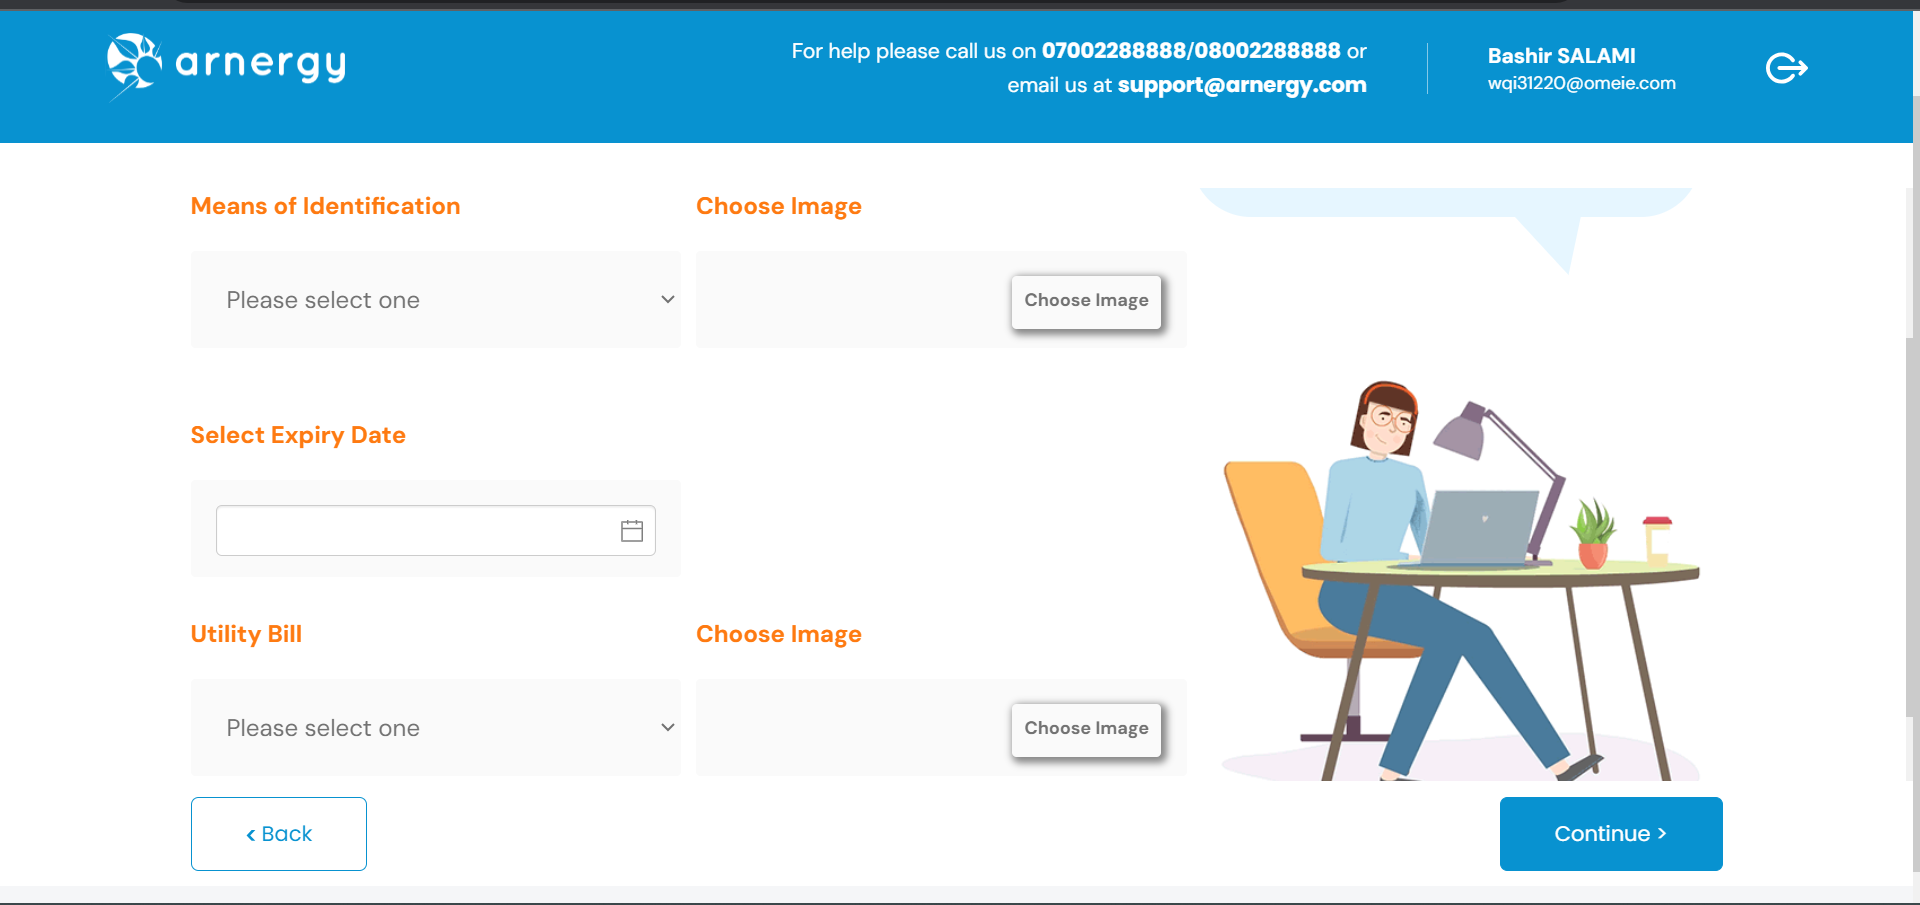 arnergy
For help please call us on 07002288888/08002288888 or
email us at support@arnergy.com
Bashir SALAMI
wqi31220@omeie.com
Means of Identification
Choose Image
Please select one
Choose Image
Select Expiry Date
Utility Bill
Choose Image
Please select one
Choose Image
< Back
Continue >